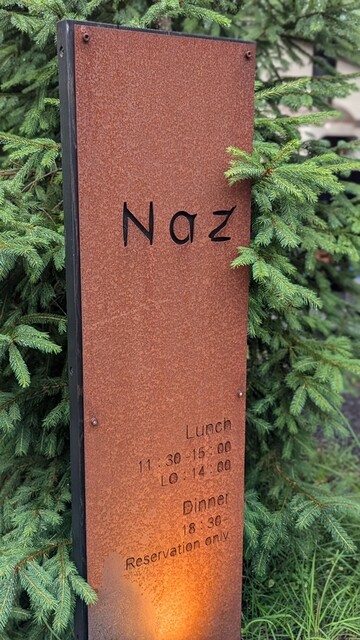 Naz
Lunch
11:30-15:00
LO:14:00
Dinner
18:30-
Reservation only